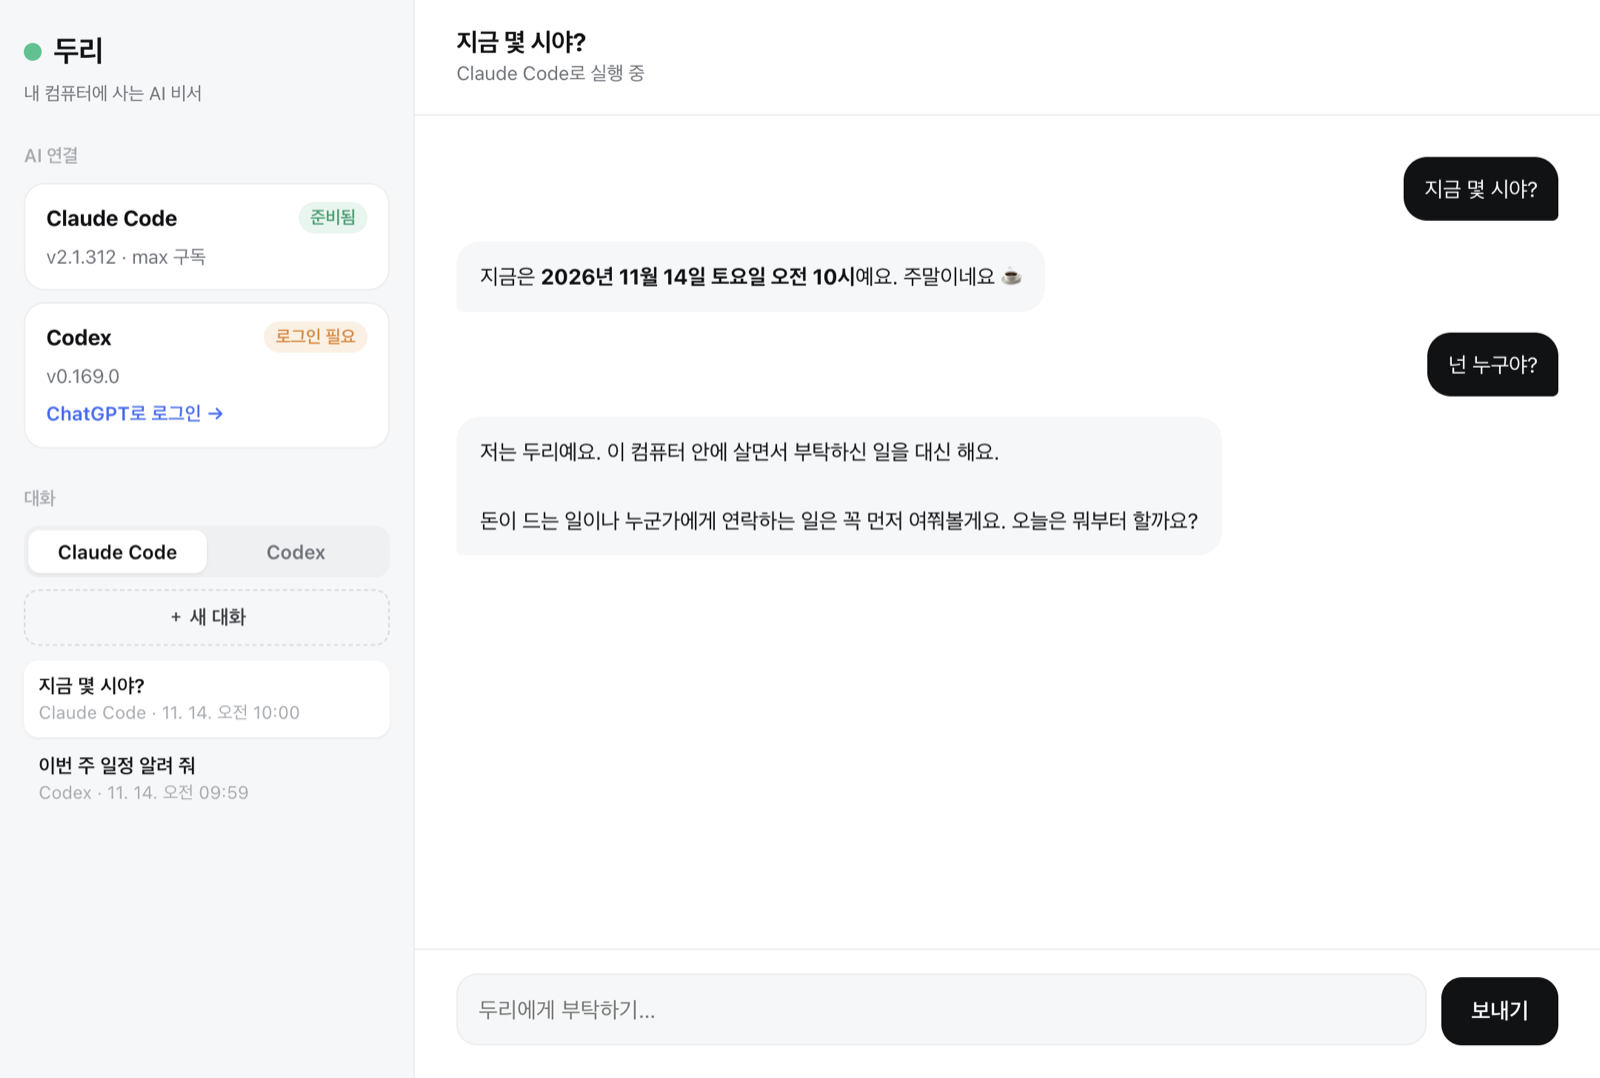 두리
내 컴퓨터에 사는 AI 비서
AI 연결
Claude Code
준비됨
v2.1.312 · max 구독
Codex
로그인 필요
v0.169.0
ChatGPT로 로그인 →
대화
Claude Code
Codex
+ 새 대화
지금 몇 시야?
Claude Code · 11. 14. 오전 10:00
이번 주 일정 알려 줘
Codex · 11. 14. 오전 09:59
지금 몇 시야?
Claude Code로 실행 중
지금 몇 시야?
지금은 2026년 11월 14일 토요일 오전 10시예요. 주말이네요 ☕
넌 누구야?
저는 두리예요. 이 컴퓨터 안에 살면서 부탁하신 일을 대신 해요.
돈이 드는 일이나 누군가에게 연락하는 일은 꼭 먼저 여쭤볼게요. 오늘은 뭐부터 할까요?
두리에게 부탁하기...
보내기